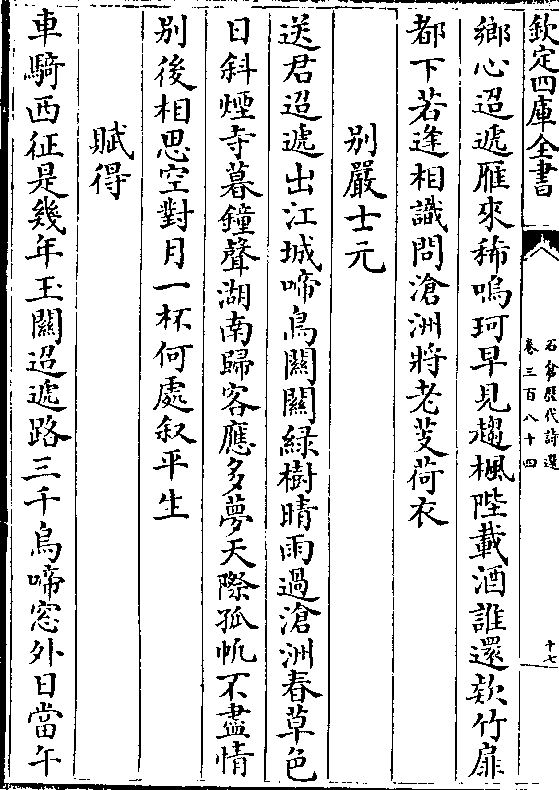 欽定四庫全書
石倉歷代詩選
卷三百八十四
十七
鄉心迢遞雁來稀鳴珂早見趨楓陛載酒誰還欵竹扉
都下若逢相識問滄洲將老芰荷衣
别嚴士元
送君迢遞出江城啼鳥關關緑樹晴雨過滄洲春草色
日斜煙寺暮鐘聲湖南歸客應多夢天際孤帆不盡情
别後相思空對月一杯何處叙平生
賦得
車騎西征是幾年玉關迢遞路三千鳥啼窓外日當午